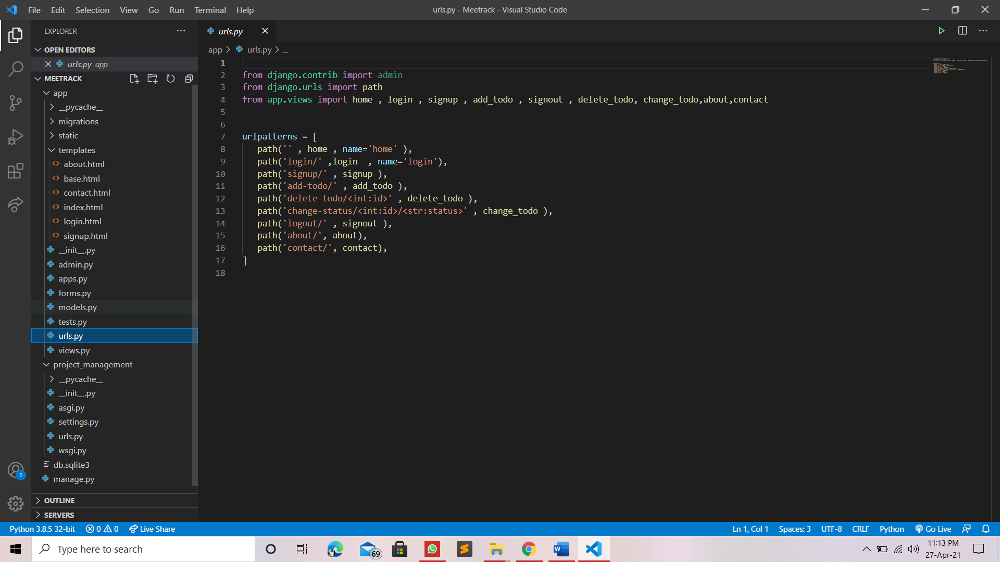 File Edit Selection View Go Run Terminal Help
urls.py - Meetrack - Visual Studio Code
EXPLORER
OPEN EDITORS
urls.py app
MEETRACK
app
__pycache__
migrations
static
templates
about.html
base.html
contact.html
index.html
login.html
signup.html
__init__.py
admin.py
apps.py
forms.py
models.py
tests.py
urls.py
views.py
project_management
__pycache__
__init__.py
asgi.py
settings.py
urls.py
wsgi.py
db.sqlite3
manage.py
OUTLINE
SERVERS
urls.py
app > urls.py > ...
1
2 from django.contrib import admin
3 from django.urls import path
4 from app.views import home , login , signup , add_todo , signout , delete_todo, change_todo,about,contact
5
6
7 urlpatterns = [
8 path('' , home , name='home' ),
9 path('login/' ,login  , name='login'),
10 path('signup/' , signup ),
11 path('add-todo/' , add_todo ),
12 path('delete-todo/<int:id>' , delete_todo ),
13 path('change-status/<int:id>/<str:status>' , change_todo ),
14 path('logout/' , signout ),
15 path('about/', about),
16 path('contact/', contact),
17 ]
18
1
Python 3.8.5 32-bit 0 0 Live Share
Ln 1, Col 1 Spaces: 3 UTF-8 CRLF Python Go Live
Type here to search
69
11:13 PM
27-Apr-21